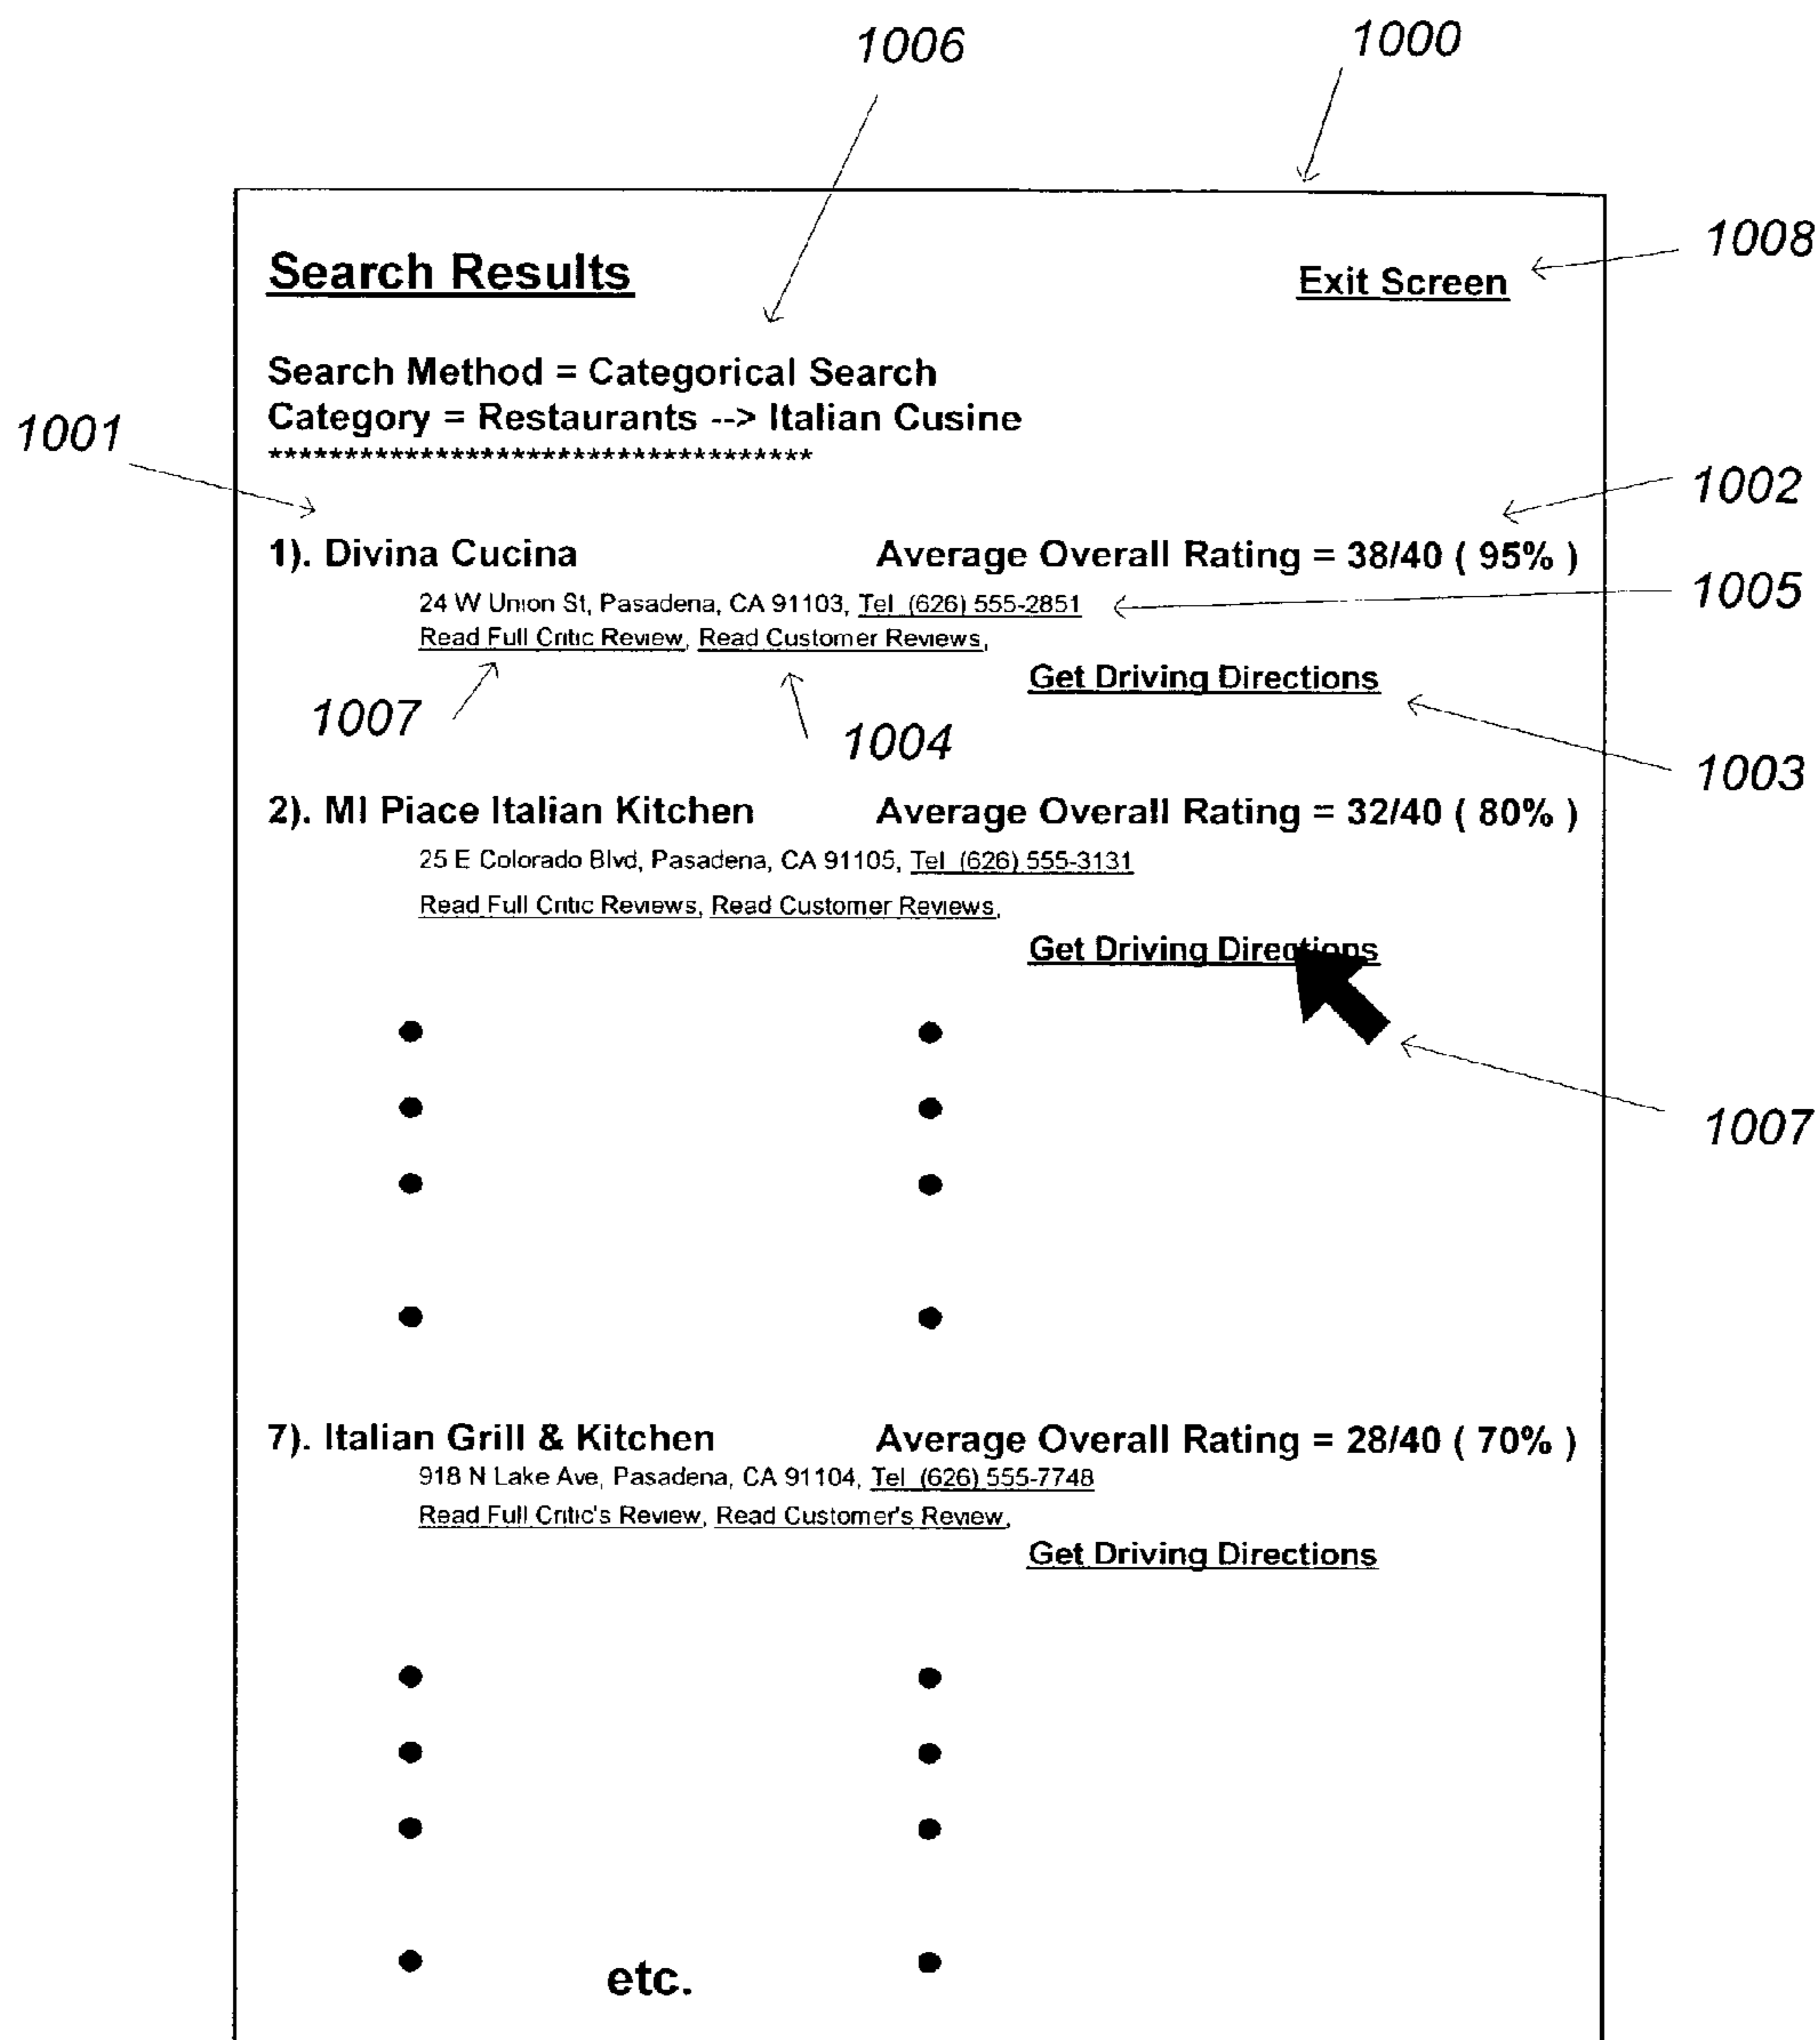 1006
1000
1008
Search Results
Exit Screen
Search Method = Categorical Search
Category = Restaurants --> Italian Cusine
************************************
1001
1002
1). Divina Cucina Average Overall Rating = 38/40 ( 95% )
24 W Union St, Pasadena, CA 91103, Tel (626) 555-2851
1005
Read Full Critic Review, Read Customer Reviews,
Get Driving Directions
1007
1004
1003
2). MI Piace Italian Kitchen Average Overall Rating = 32/40 ( 80% )
25 E Colorado Blvd, Pasadena, CA 91105, Tel (626) 555-3131
Read Full Critic Reviews, Read Customer Reviews,
Get Driving Directions
1007
7). Italian Grill & Kitchen Average Overall Rating = 28/40 ( 70% )
918 N Lake Ave, Pasadena, CA 91104, Tel (626) 555-7748
Read Full Critic's Review, Read Customer's Review,
Get Driving Directions
etc.